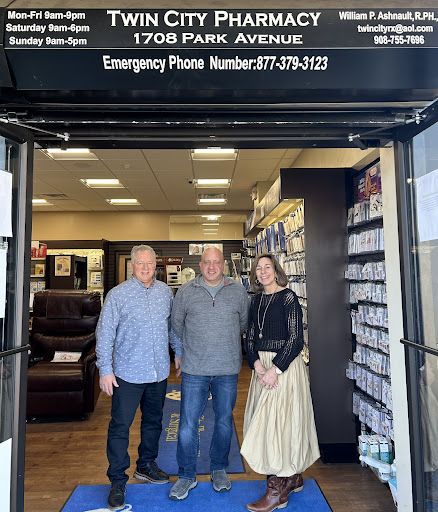 Mon-Fri 9am-9pm
Saturday 9am-6pm
Sunday 9am-5pm
TWIN CITY PHARMACY
1708 PARK AVENUE
William P. Ashnault, R.PH.,
twincityrx@aol.com
908-755-7696
Emergency Phone Number:877-379-3123